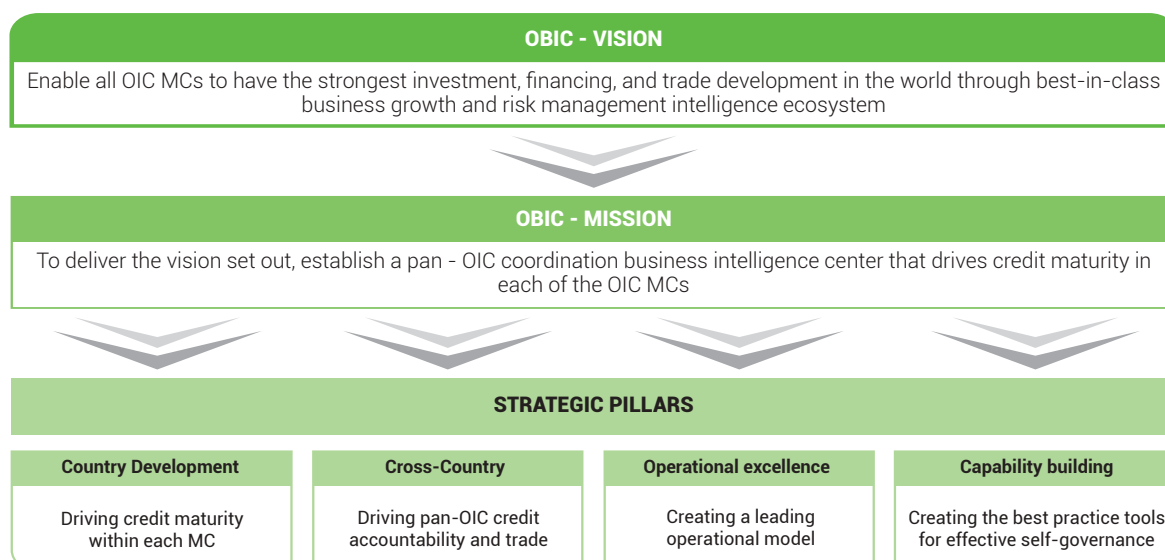 OBIC - VISION
Enable all OIC MCs to have the strongest investment, financing, and trade development in the world through best-in-class
business growth and risk management intelligence ecosystem
OBIC - MISSION
To deliver the vision set out, establish a pan - OIC coordination business intelligence center that drives credit maturity in
each of the OIC MCs
STRATEGIC PILLARS
Country Development
Driving credit maturity
within each MC
Cross-Country
Driving pan-OIC credit
accountability and trade
Operational excellence
Creating a leading
operational model
Capability building
Creating the best practice tools
for effective self-governance